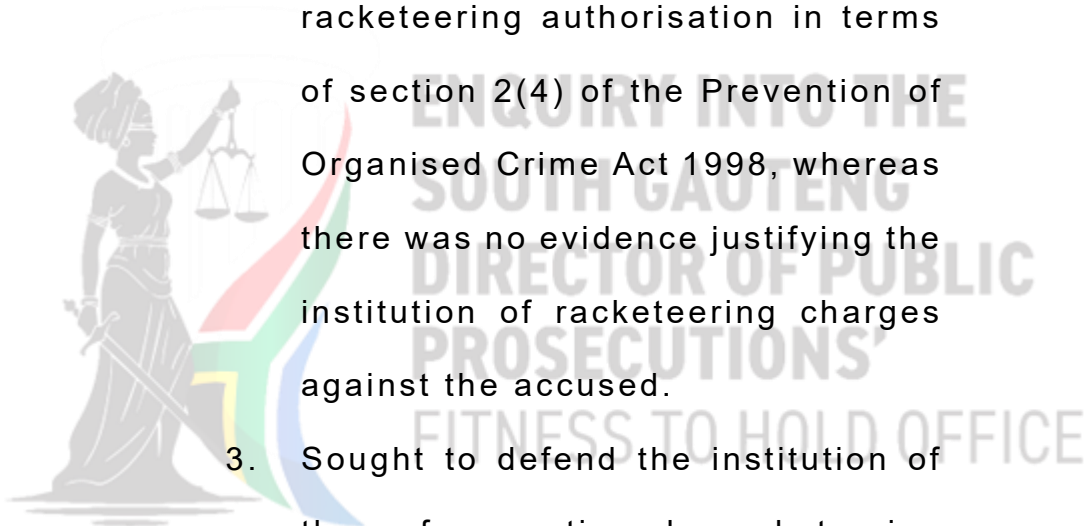 racketeering authorisation in terms
of section 2(4) of the Prevention of
ENQUIRY INTO THE
Organised Crime Act 1998, whereas
SOUTH GAUTENG
there was no evidence justifying the
DIRECTOR OF PUBLIC
institution of racketeering charges
PROSECUTIONS'
against the accused.
FITNESS TO HOLD OFFICE
3. Sought to defend the institution of